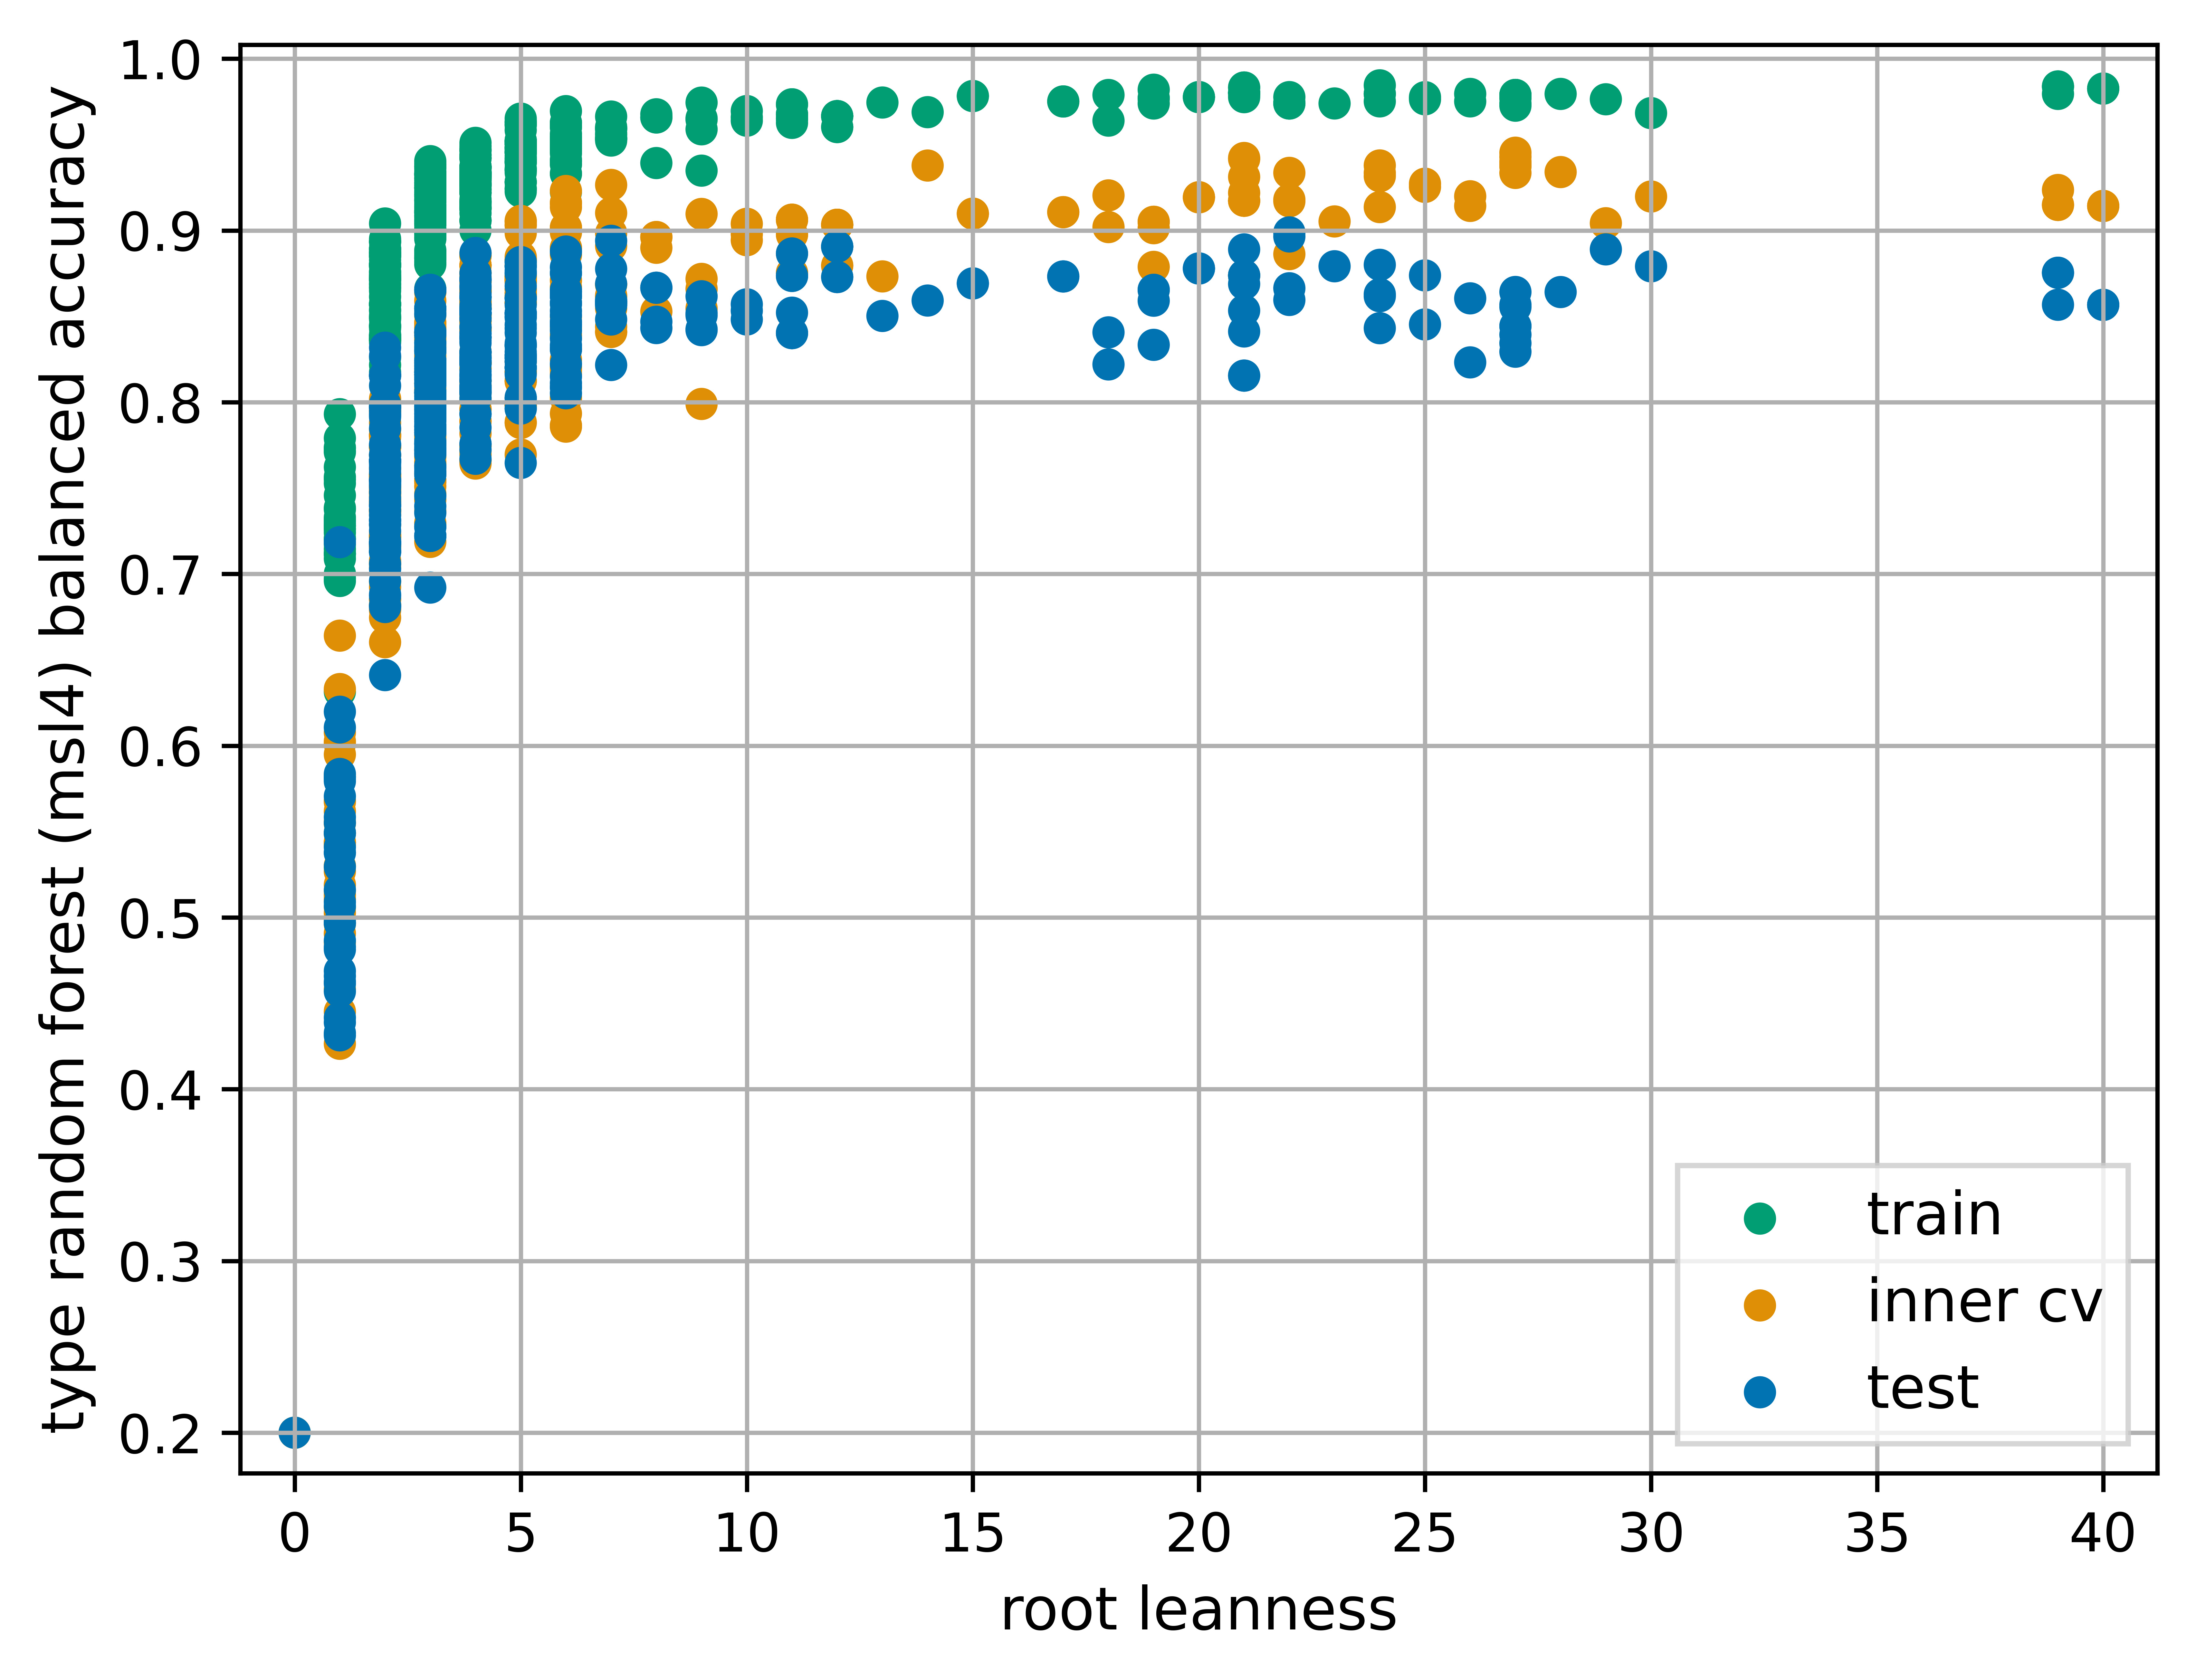 type random forest (msl4) balanced accuracy
1.0
0.9
0.8
0.7
0.6
0.5
0.4
0.3
0.2
train
inner cv
test
0 5 10 15 20 25 30 35 40
root leanness